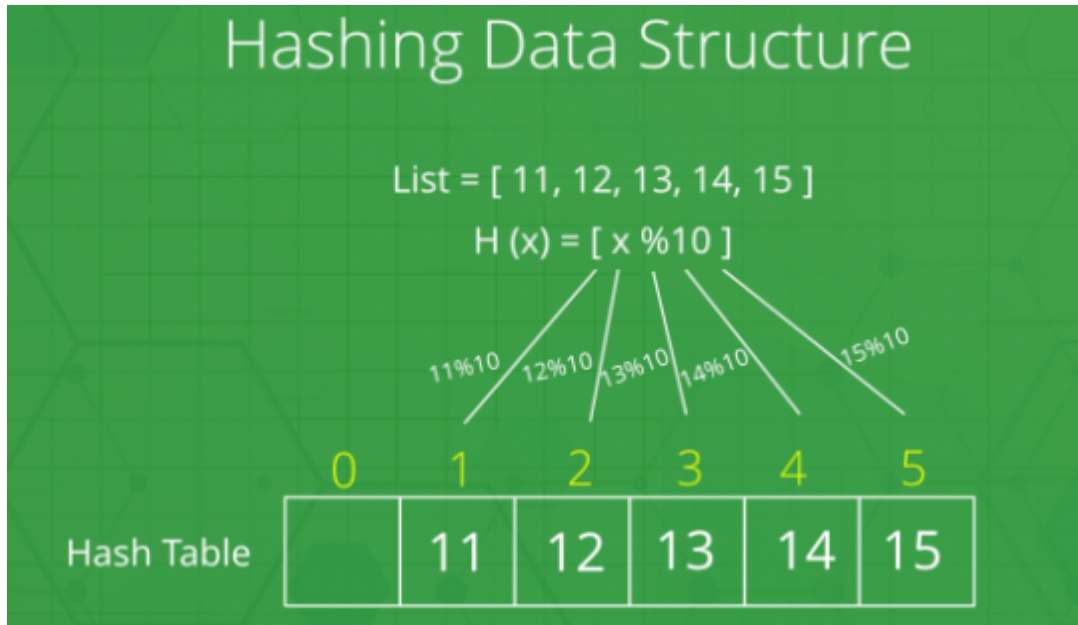 Hashing Data Structure
List = [ 11, 12, 13, 14, 15 ]
H (x) = [ x %10 ]
11%10 12%10 13%10 14%10 15%10
0 1 2 3 4 5
Hash Table 11 12 13 14 15